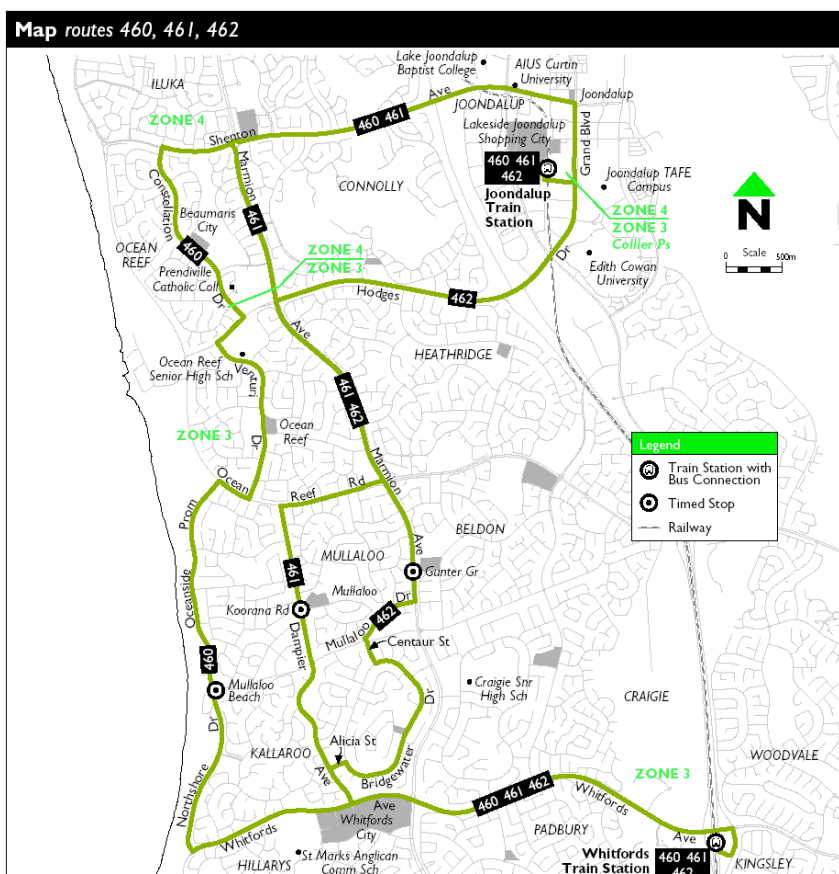 Map routes 460, 461, 462
Lake Joondalup
Baptist College
AIUS Curtin
University
ILUKA
ZONE 4
Shenton
460 461
Ave
JOONDALUP
Joondalup
Lakeside Joondalup
Shopping City
Grand Blvd
460 461
462
Joondalup
Train
Station
Joondalup TAFE
Campus
ZONE 4
ZONE 3
Collier Ps
Edith Cowan
University
N
Scale
0 500m
Constellation
Marmion
CONNOLLY
461
Beaumaris
City
OCEAN
REEF
460
ZONE 4
ZONE 3
Prendiville
Catholic Coll
Dr
Hodges
462
Dr
Ave
HEATHRIDGE
Ocean Reef
Senior High Sch
Venturi
461
462
Ocean
Reef
ZONE 3
Dr
Legend
Train Station with
Bus Connection
Timed Stop
Railway
Ocean
Reef
Rd
Marmion
Prom
BELDON
Ave
MULLALOO
Gunter Gr
461
Mullaloo
Dr
Oceanside
Koorana Rd
462
Mullaloo
Centaur St
Dampier
460
Mullaloo
Beach
Craigie Snr
High Sch
Dr
CRAIGIE
Dr
Alicia St
KALLAROO
WOODVALE
Ave
Bridgewater
ZONE 3
Northshore
460 461 462
Whitfords
Ave
Whitfords
City
Whitfords
PADBURY
Ave
HILLARYS
St Marks Anglican
Comm Sch
Whitfords
Train Station
460 461
462
KINGSLEY